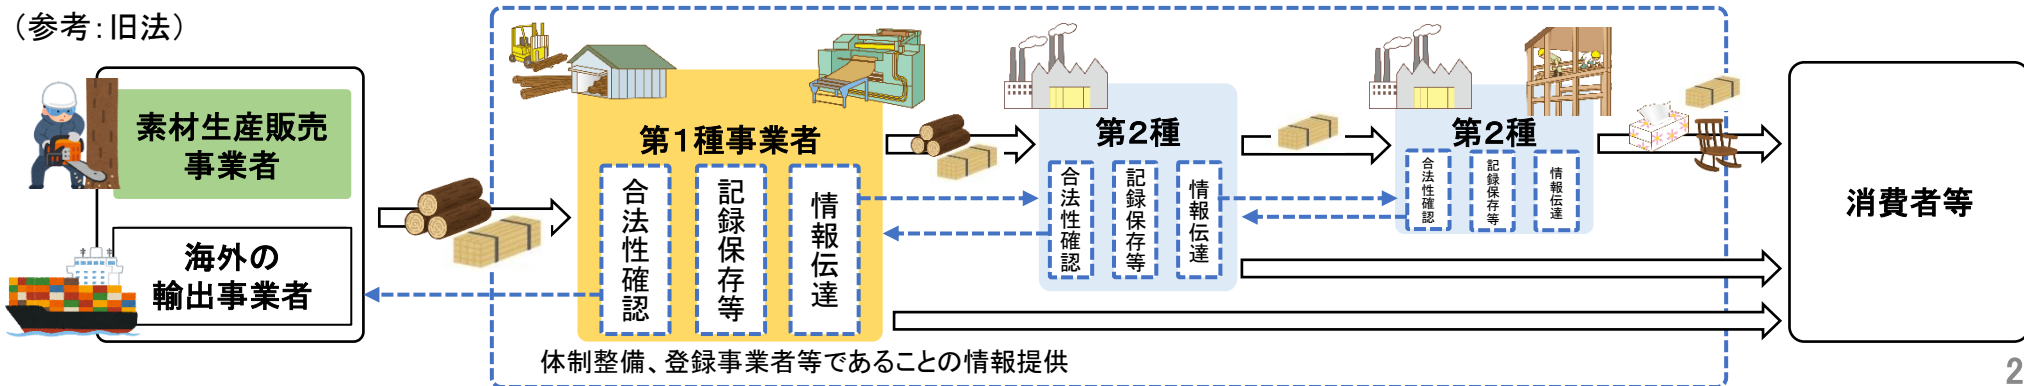 （参考：旧法）
素材生産販売
事業者
海外の
輸出事業者
第１種事業者
合法性確認
記録保存等
情報伝達
第２種
合法性確認
記録保存等
情報伝達
第２種
合法性確認
記録保存等
情報伝達
消費者等
体制整備、登録事業者等であることの情報提供
2